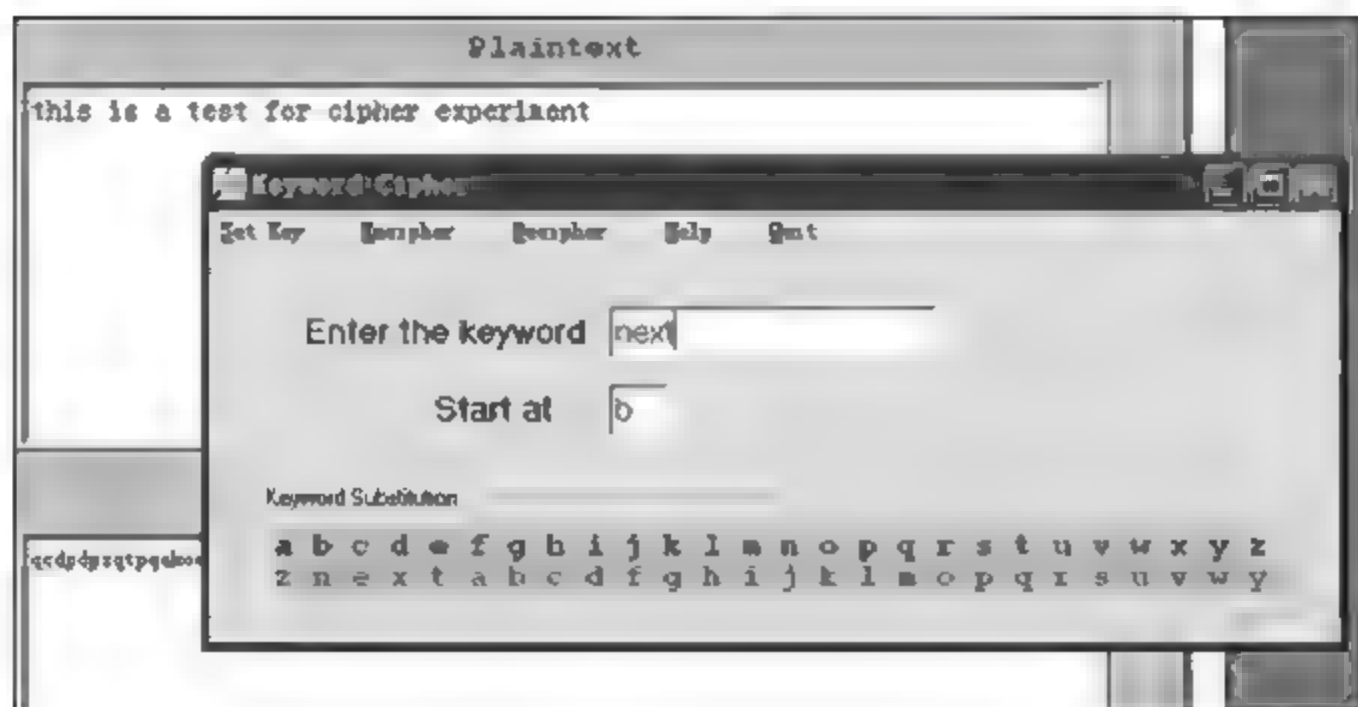 Plaintext
this is a test for cipher experiment
Keyword Cipher
Set Key Encipher Decipher Help Quit
Enter the keyword next
Start at b
Keyword Substitution
a b c d e f g h i j k l m n o p q r s t u v w x y z
z n e x t a b c d f g h i j k l m o p q r s u v w y